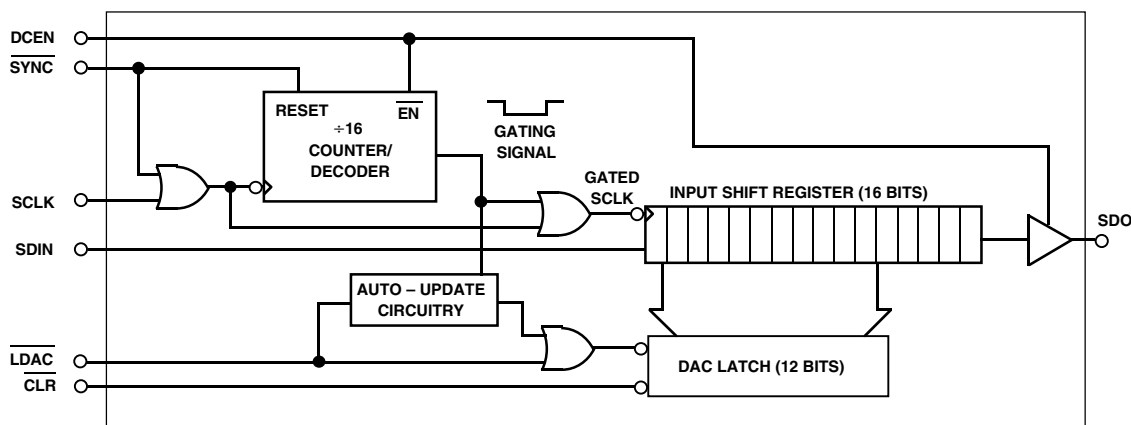 DCEN
SYNC
SCLK
SDIN
LDAC
CLR
RESET
EN
÷16
COUNTER/
DECODER
GATING
SIGNAL
GATED
SCLK
INPUT SHIFT REGISTER (16 BITS)
SDO
AUTO – UPDATE
CIRCUITRY
DAC LATCH (12 BITS)